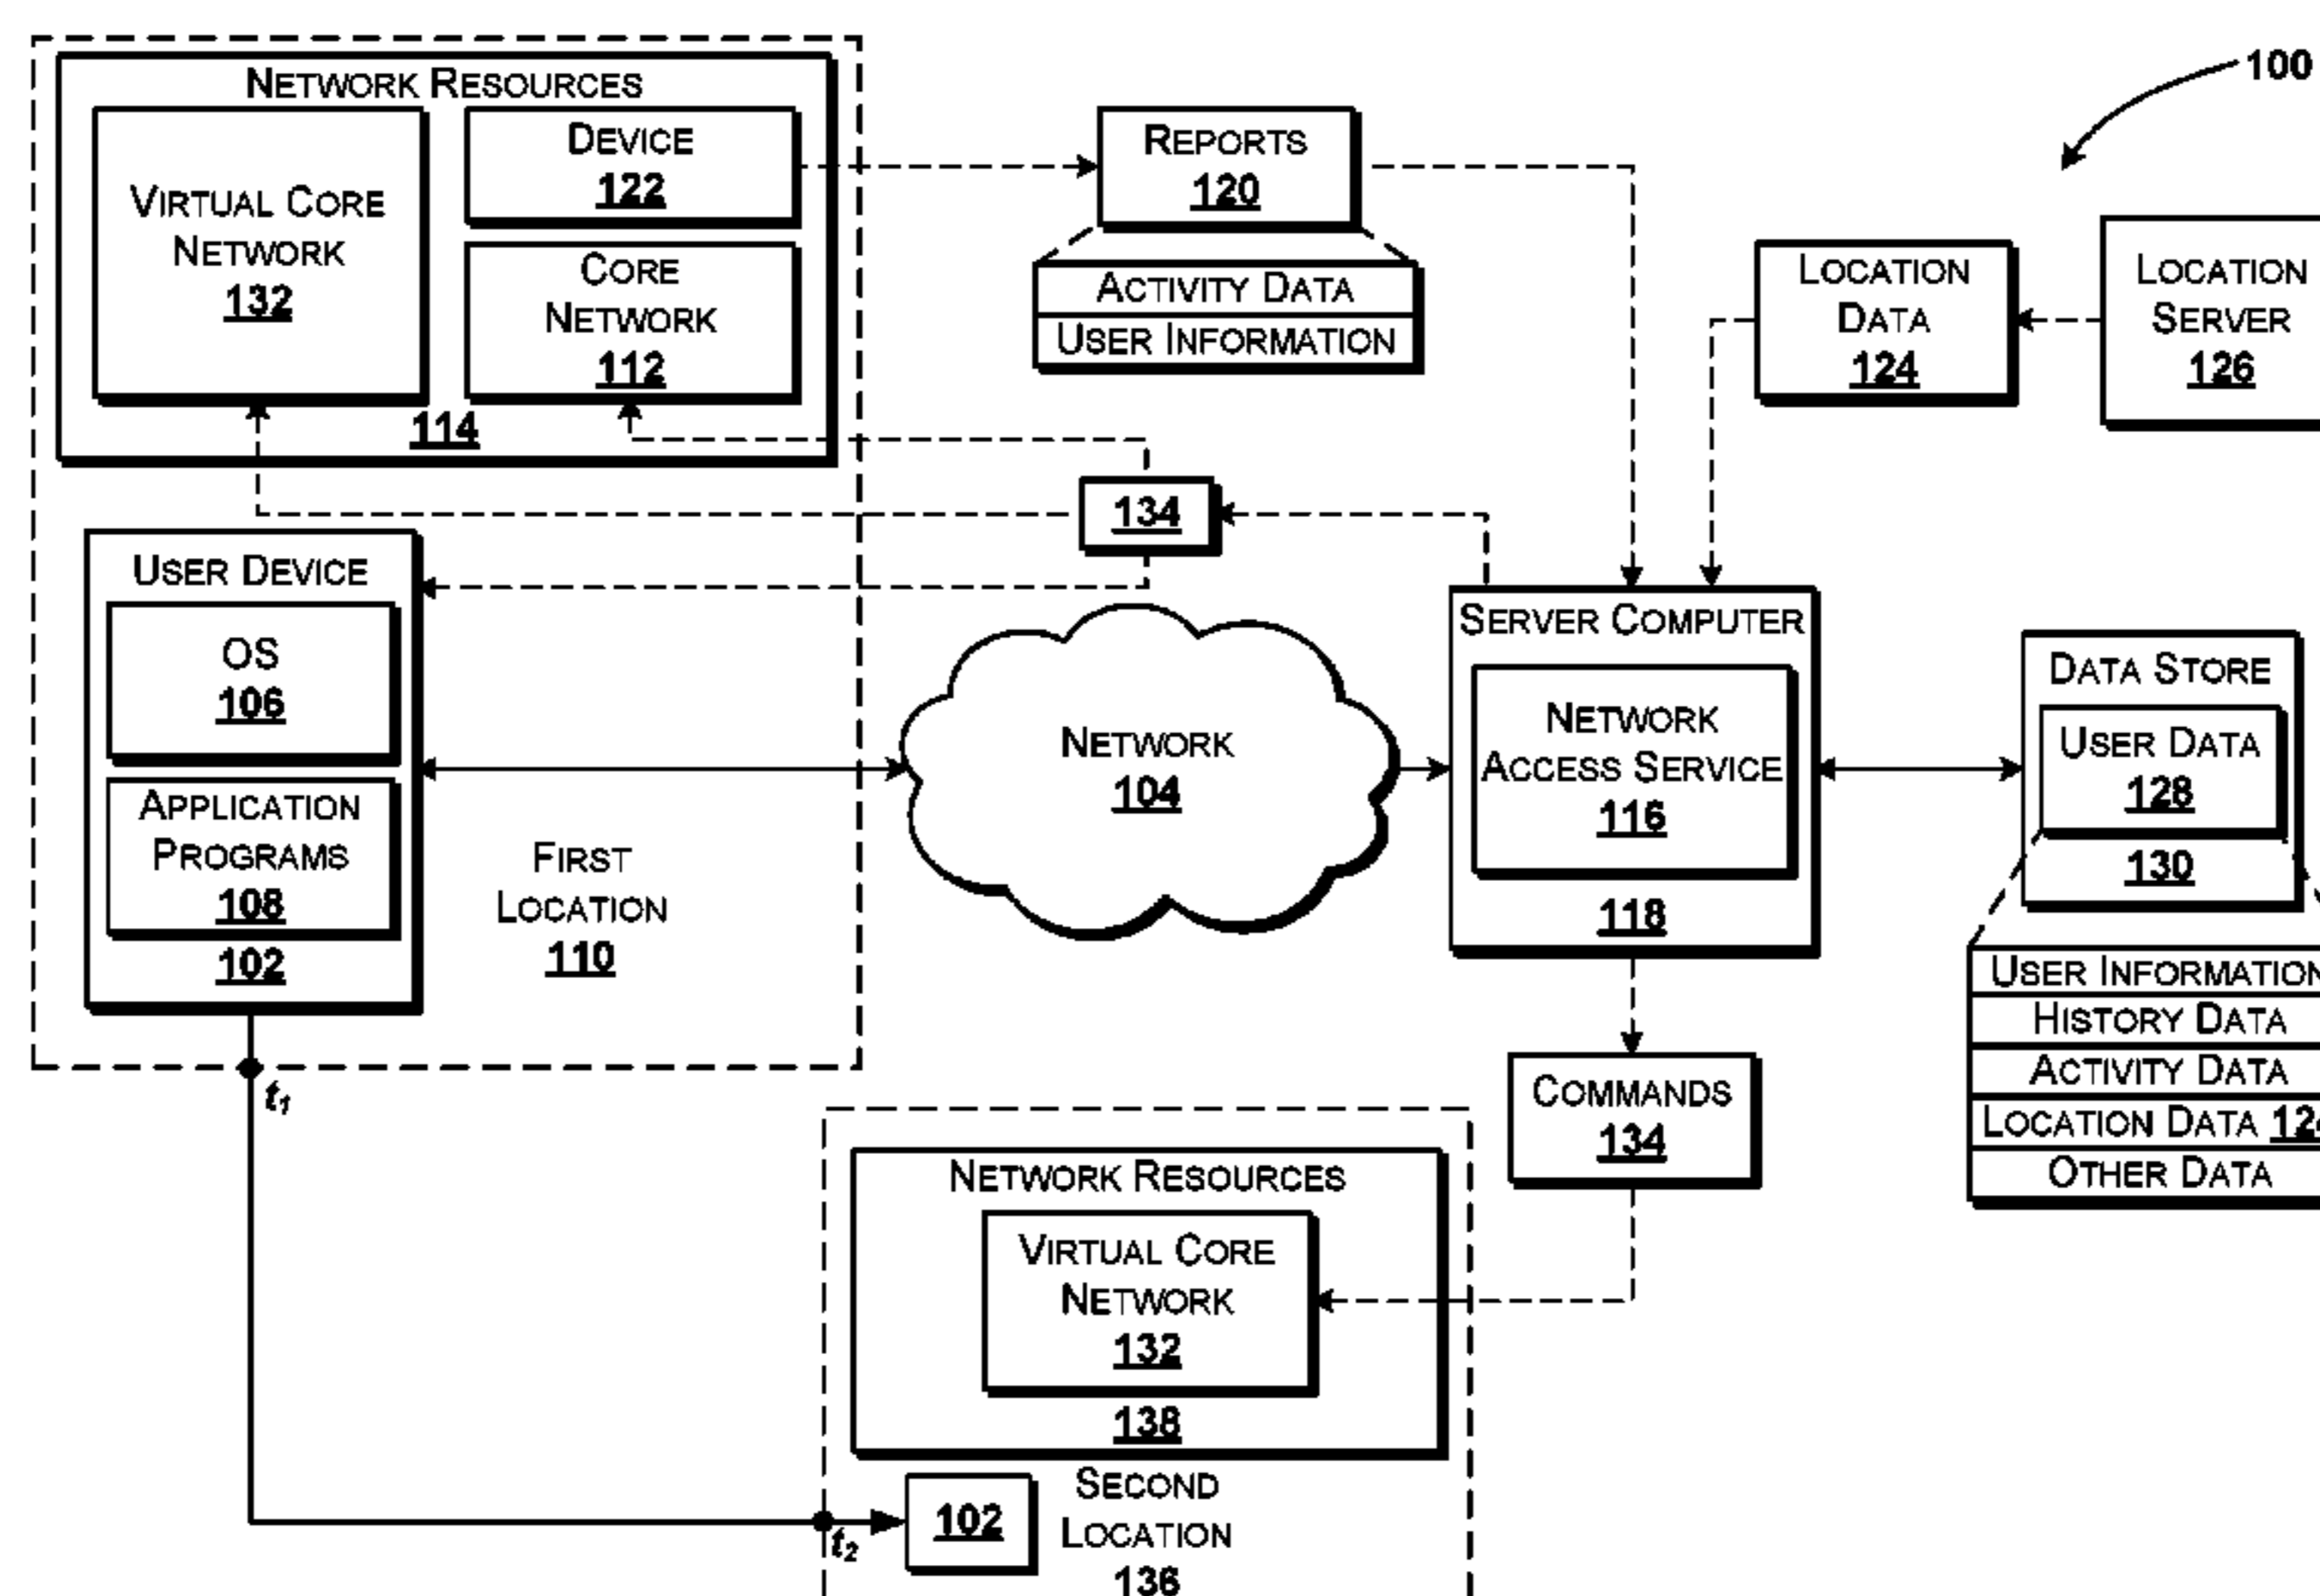 100
NETWORK RESOURCES
VIRTUAL CORE
NETWORK
132
DEVICE
122
CORE
NETWORK
112
114
REPORTS
120
ACTIVITY DATA
USER INFORMATION
LOCATION
DATA
124
LOCATION
SERVER
126
134
USER DEVICE
OS
106
APPLICATION
PROGRAMS
108
102
FIRST
LOCATION
110
NETWORK
104
SERVER COMPUTER
NETWORK
ACCESS SERVICE
116
118
DATA STORE
USER DATA
128
130
USER INFORMATION
HISTORY DATA
ACTIVITY DATA
LOCATION DATA 124
OTHER DATA
COMMANDS
134
t1
NETWORK RESOURCES
VIRTUAL CORE
NETWORK
132
138
t2
102
SECOND
LOCATION
136